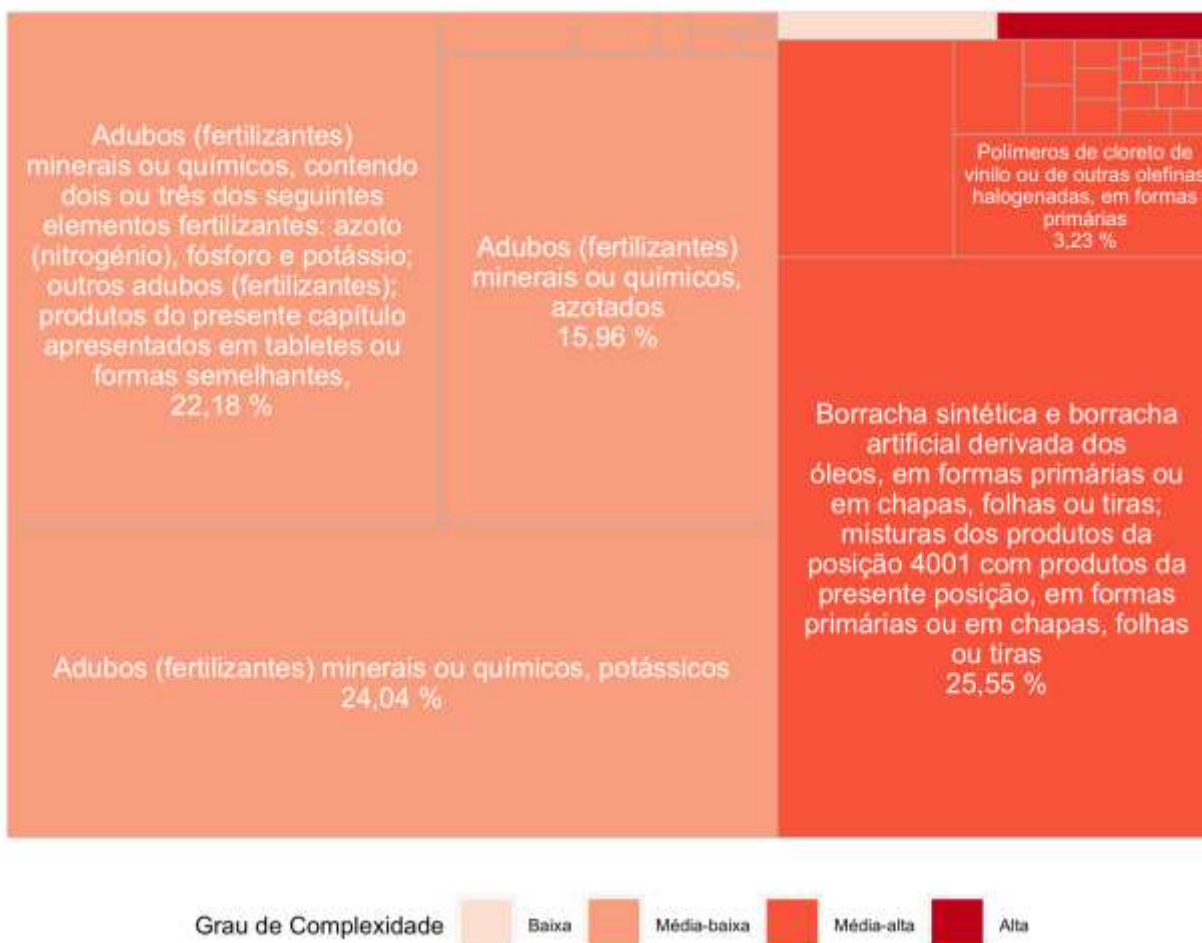 Adubos (fertilizantes)
minerais ou químicos, contendo
dois ou três dos seguintes
elementos fertilizantes: azoto
(nitrogénio), fósforo e potássio;
outros adubos (fertilizantes);
produtos do presente capítulo
apresentados em tabletes ou
formas semelhantes,
22,18 %
Adubos (fertilizantes)
minerais ou químicos,
azotados
15,96 %
Adubos (fertilizantes) minerais ou químicos, potássicos
24,04 %
Polímeros de cloreto de
vinilo ou de outras olefinas
halogenadas, em formas
primárias
3,23 %
Borracha sintética e borracha
artificial derivada dos
óleos, em formas primárias ou
em chapas, folhas ou tiras;
misturas dos produtos da
posição 4001 com produtos da
presente posição, em formas
primárias ou em chapas, folhas
ou tiras
25,55 %
Grau de Complexidade Baixa Média-baixa Média-alta Alta